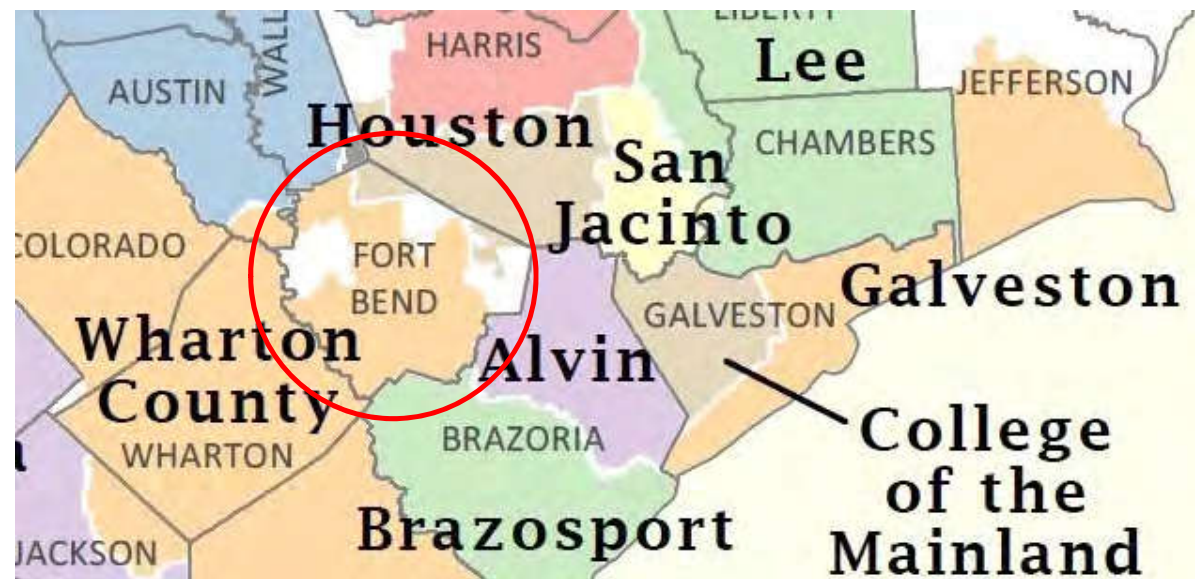 LIBERTY
HARRIS
Lee
WALL
AUSTIN
JEFFERSON
Houston
CHAMBERS
San
Jacinto
COLORADO
FORT
BEND
Galveston
GALVESTON
Wharton
County
Alvin
WHARTON
BRAZORIA
College
of the
Mainland
Brazosport
JACKSON